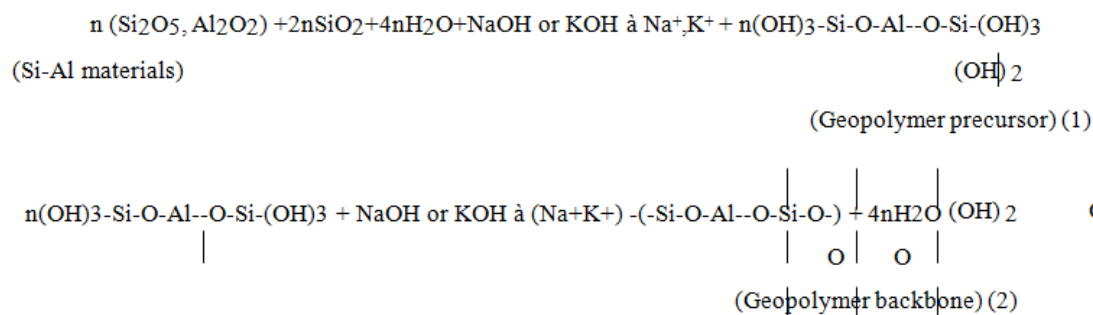 n (Si2O5, Al2O2) +2nSiO2+4nH2O+NaOH or KOH à Na⁺,K⁺ + n(OH)3-Si-O-Al--O-Si-(OH)3
(Si-Al materials) (OH) 2
(Geopolymer precursor) (1)
n(OH)3-Si-O-Al--O-Si-(OH)3 + NaOH or KOH à (Na+K+) -(-Si-O-Al--O-Si-O-) + 4nH2O (OH) 2
O O
(Geopolymer backbone) (2)